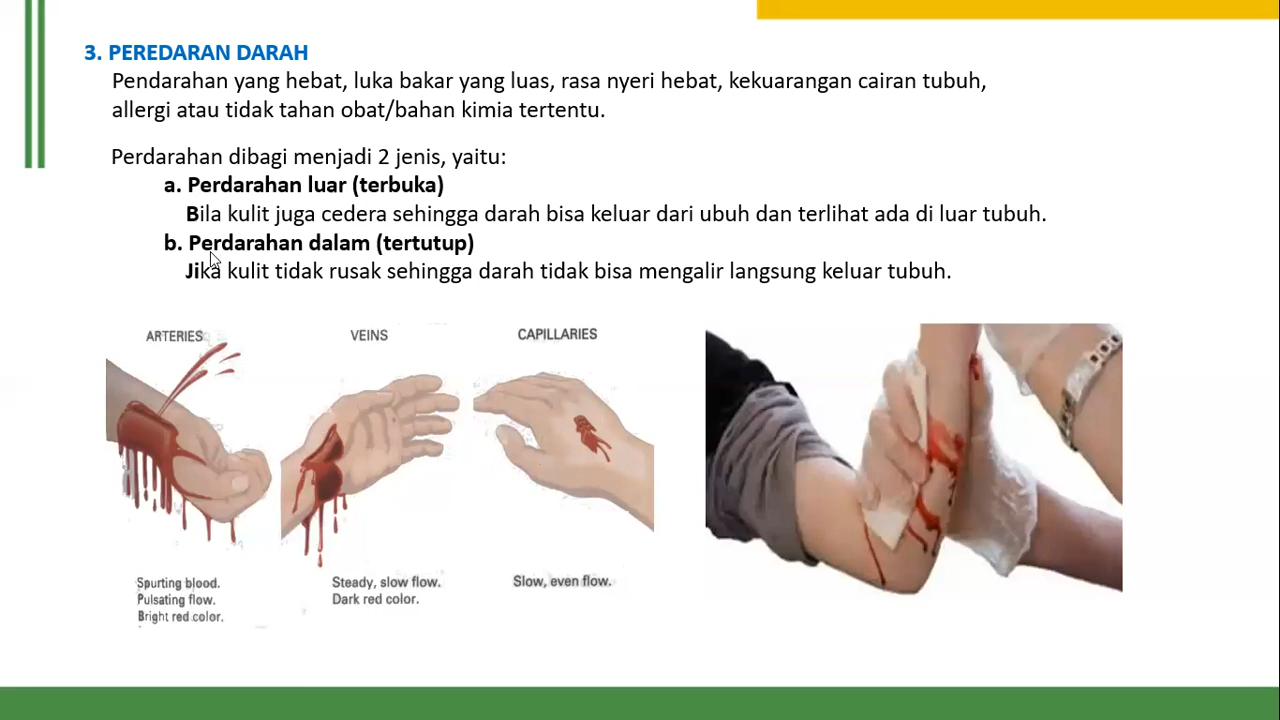 3. PEREDARAN DARAH
Pendarahan yang hebat, luka bakar yang luas, rasa nyeri hebat, kekuarangan cairan tubuh,
allergi atau tidak tahan obat/bahan kimia tertentu.
Perdarahan dibagi menjadi 2 jenis, yaitu:
a. Perdarahan luar (terbuka)
Bila kulit juga cedera sehingga darah bisa keluar dari ubuh dan terlihat ada di luar tubuh.
b. Perdarahan dalam (tertutup)
Jika kulit tidak rusak sehingga darah tidak bisa mengalir langsung keluar tubuh.
ARTERIES
Spurting blood.
Pulsating flow.
Bright red color.
VEINS
Steady, slow flow.
Dark red color.
CAPILLARIES
Slow, even flow.